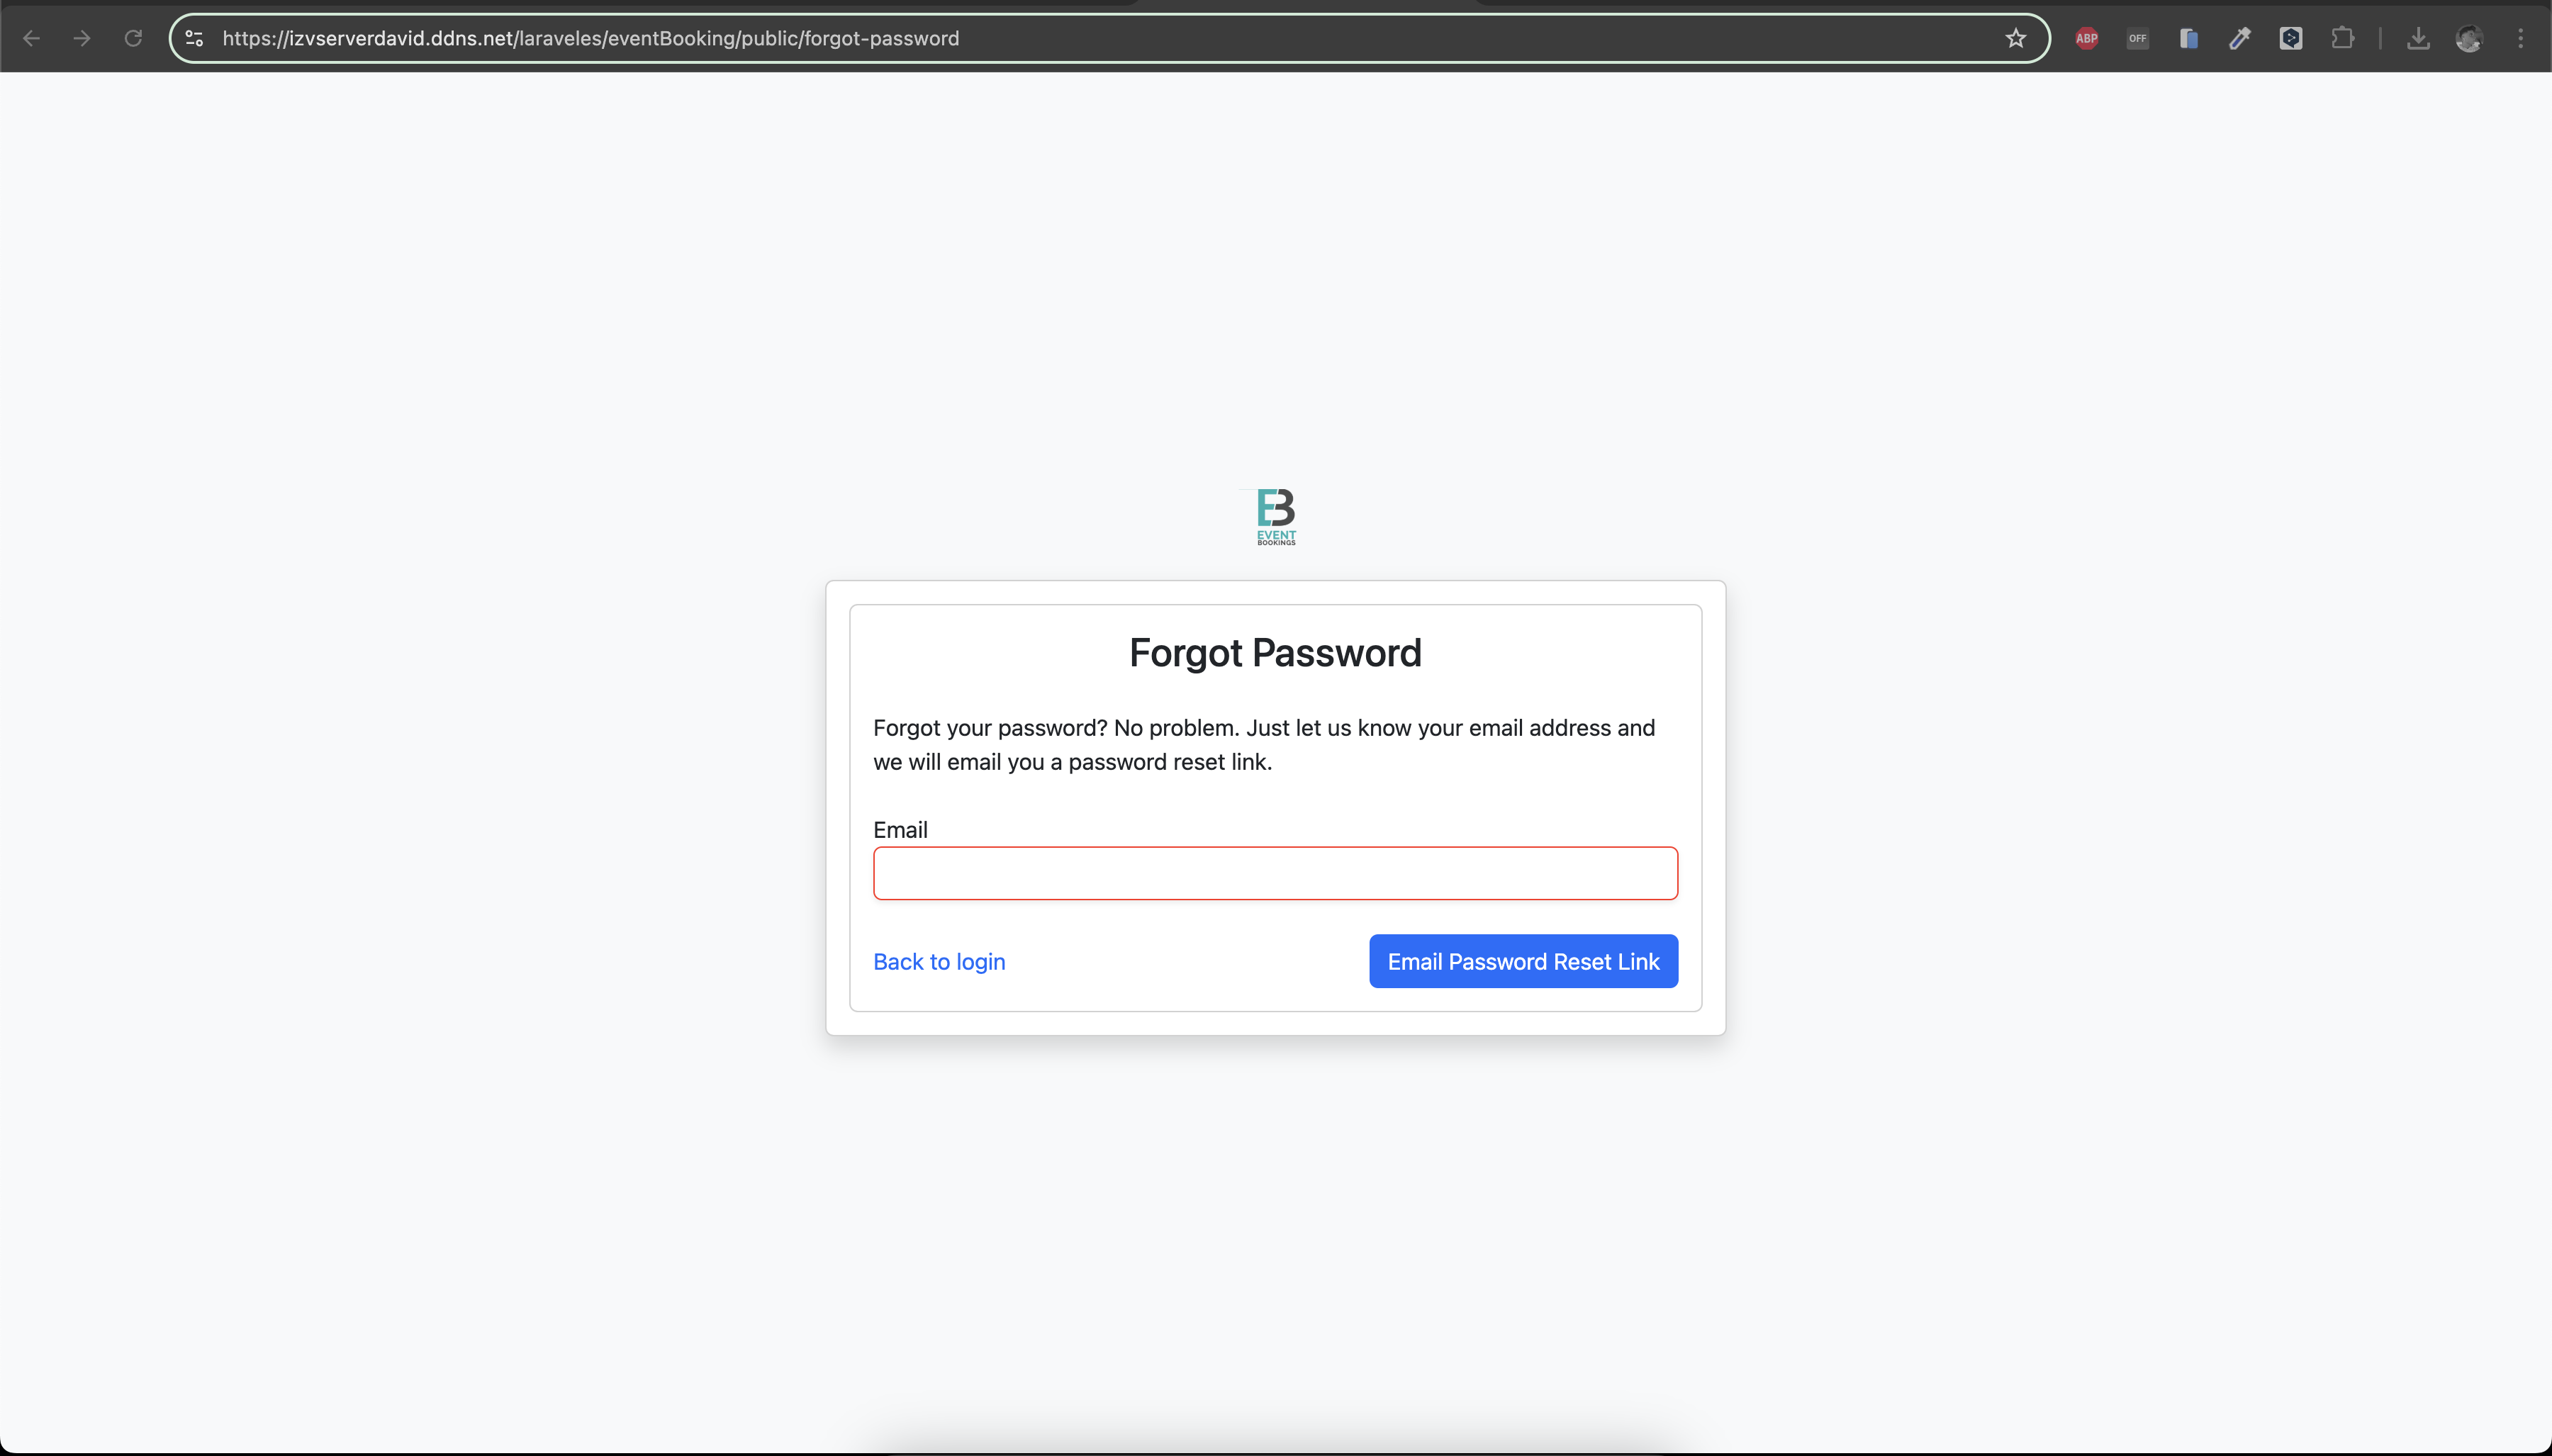 https://izvserverdavid.ddns.net/laraveles/eventBooking/public/forgot-password
ABP
OFF
EB
EVENT
BOOKINGS
Forgot Password
Forgot your password? No problem. Just let us know your email address and
we will email you a password reset link.
Email
Back to login
Email Password Reset Link